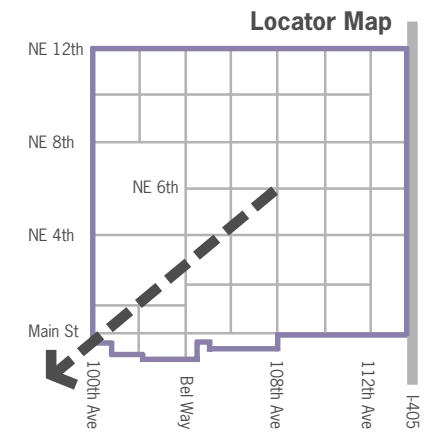 Locator Map
NE 12th
NE 8th
NE 6th
NE 4th
Main St
100th Ave
Bel Way
108th Ave
112th Ave
I-405